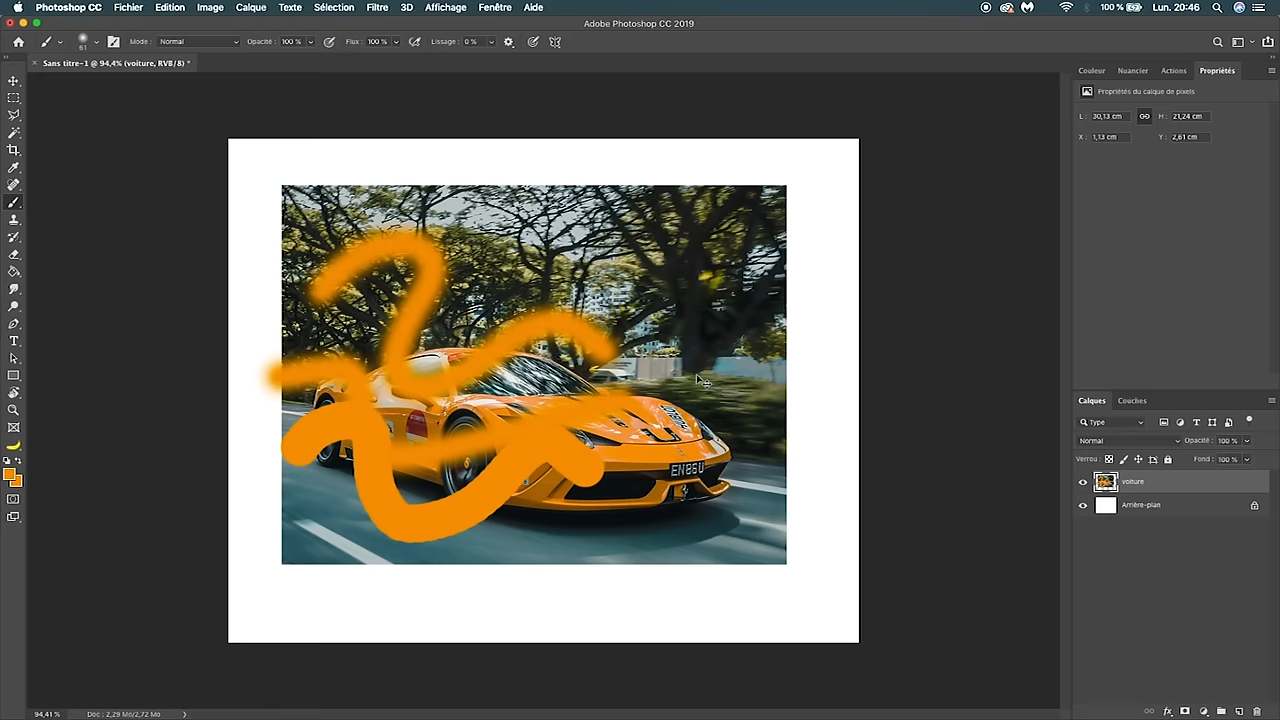 Photoshop CC Fichier Edition Image Calque Texte Sélection Filtre 3D Affichage Fenêtre Aide 100 % Lun. 20:46
Adobe Photoshop CC 2019
61 Mode : Normal Opacité : 100 % Flux : 100 % Lissage : 0 %
Sans titre-1 @ 94,4% (voiture, RVB/8) *
Couleur Nuancier Actions Propriétés
Propriétés du calque de pixels
L : 30,13 cm H : 21,24 cm
X : 1,13 cm Y : 2,61 cm
EN86U
Calques Couches
Type
Normal Opacité : 100 %
Verrou : Fond : 100 %
voiture
Arrière-plan
94,41% Doc : 2,29 Mo/2,72 Mo